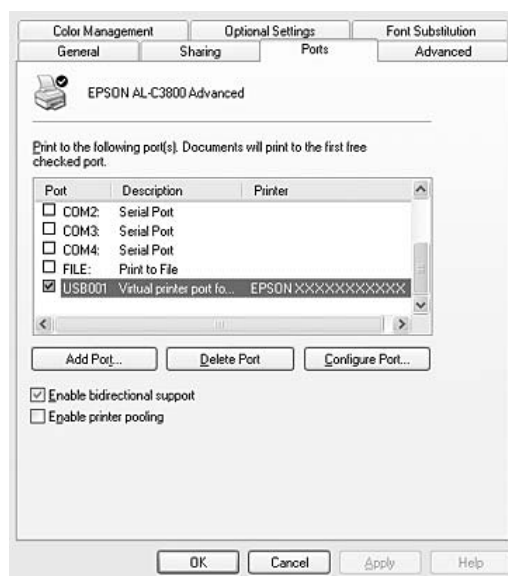 Color Management Optional Settings Font Substitution
General Sharing Ports Advanced
EPSON AL-C3800 Advanced
Print to the following port(s). Documents will print to the first free
checked port.
Port Description Printer
COM2: Serial Port
COM3: Serial Port
COM4: Serial Port
FILE: Print to File
USB001 Virtual printer port fo... EPSON XXXXXXXXXXX
Add Port... Delete Port Configure Port...
Enable bidirectional support
Enable printer pooling
OK Cancel Apply Help